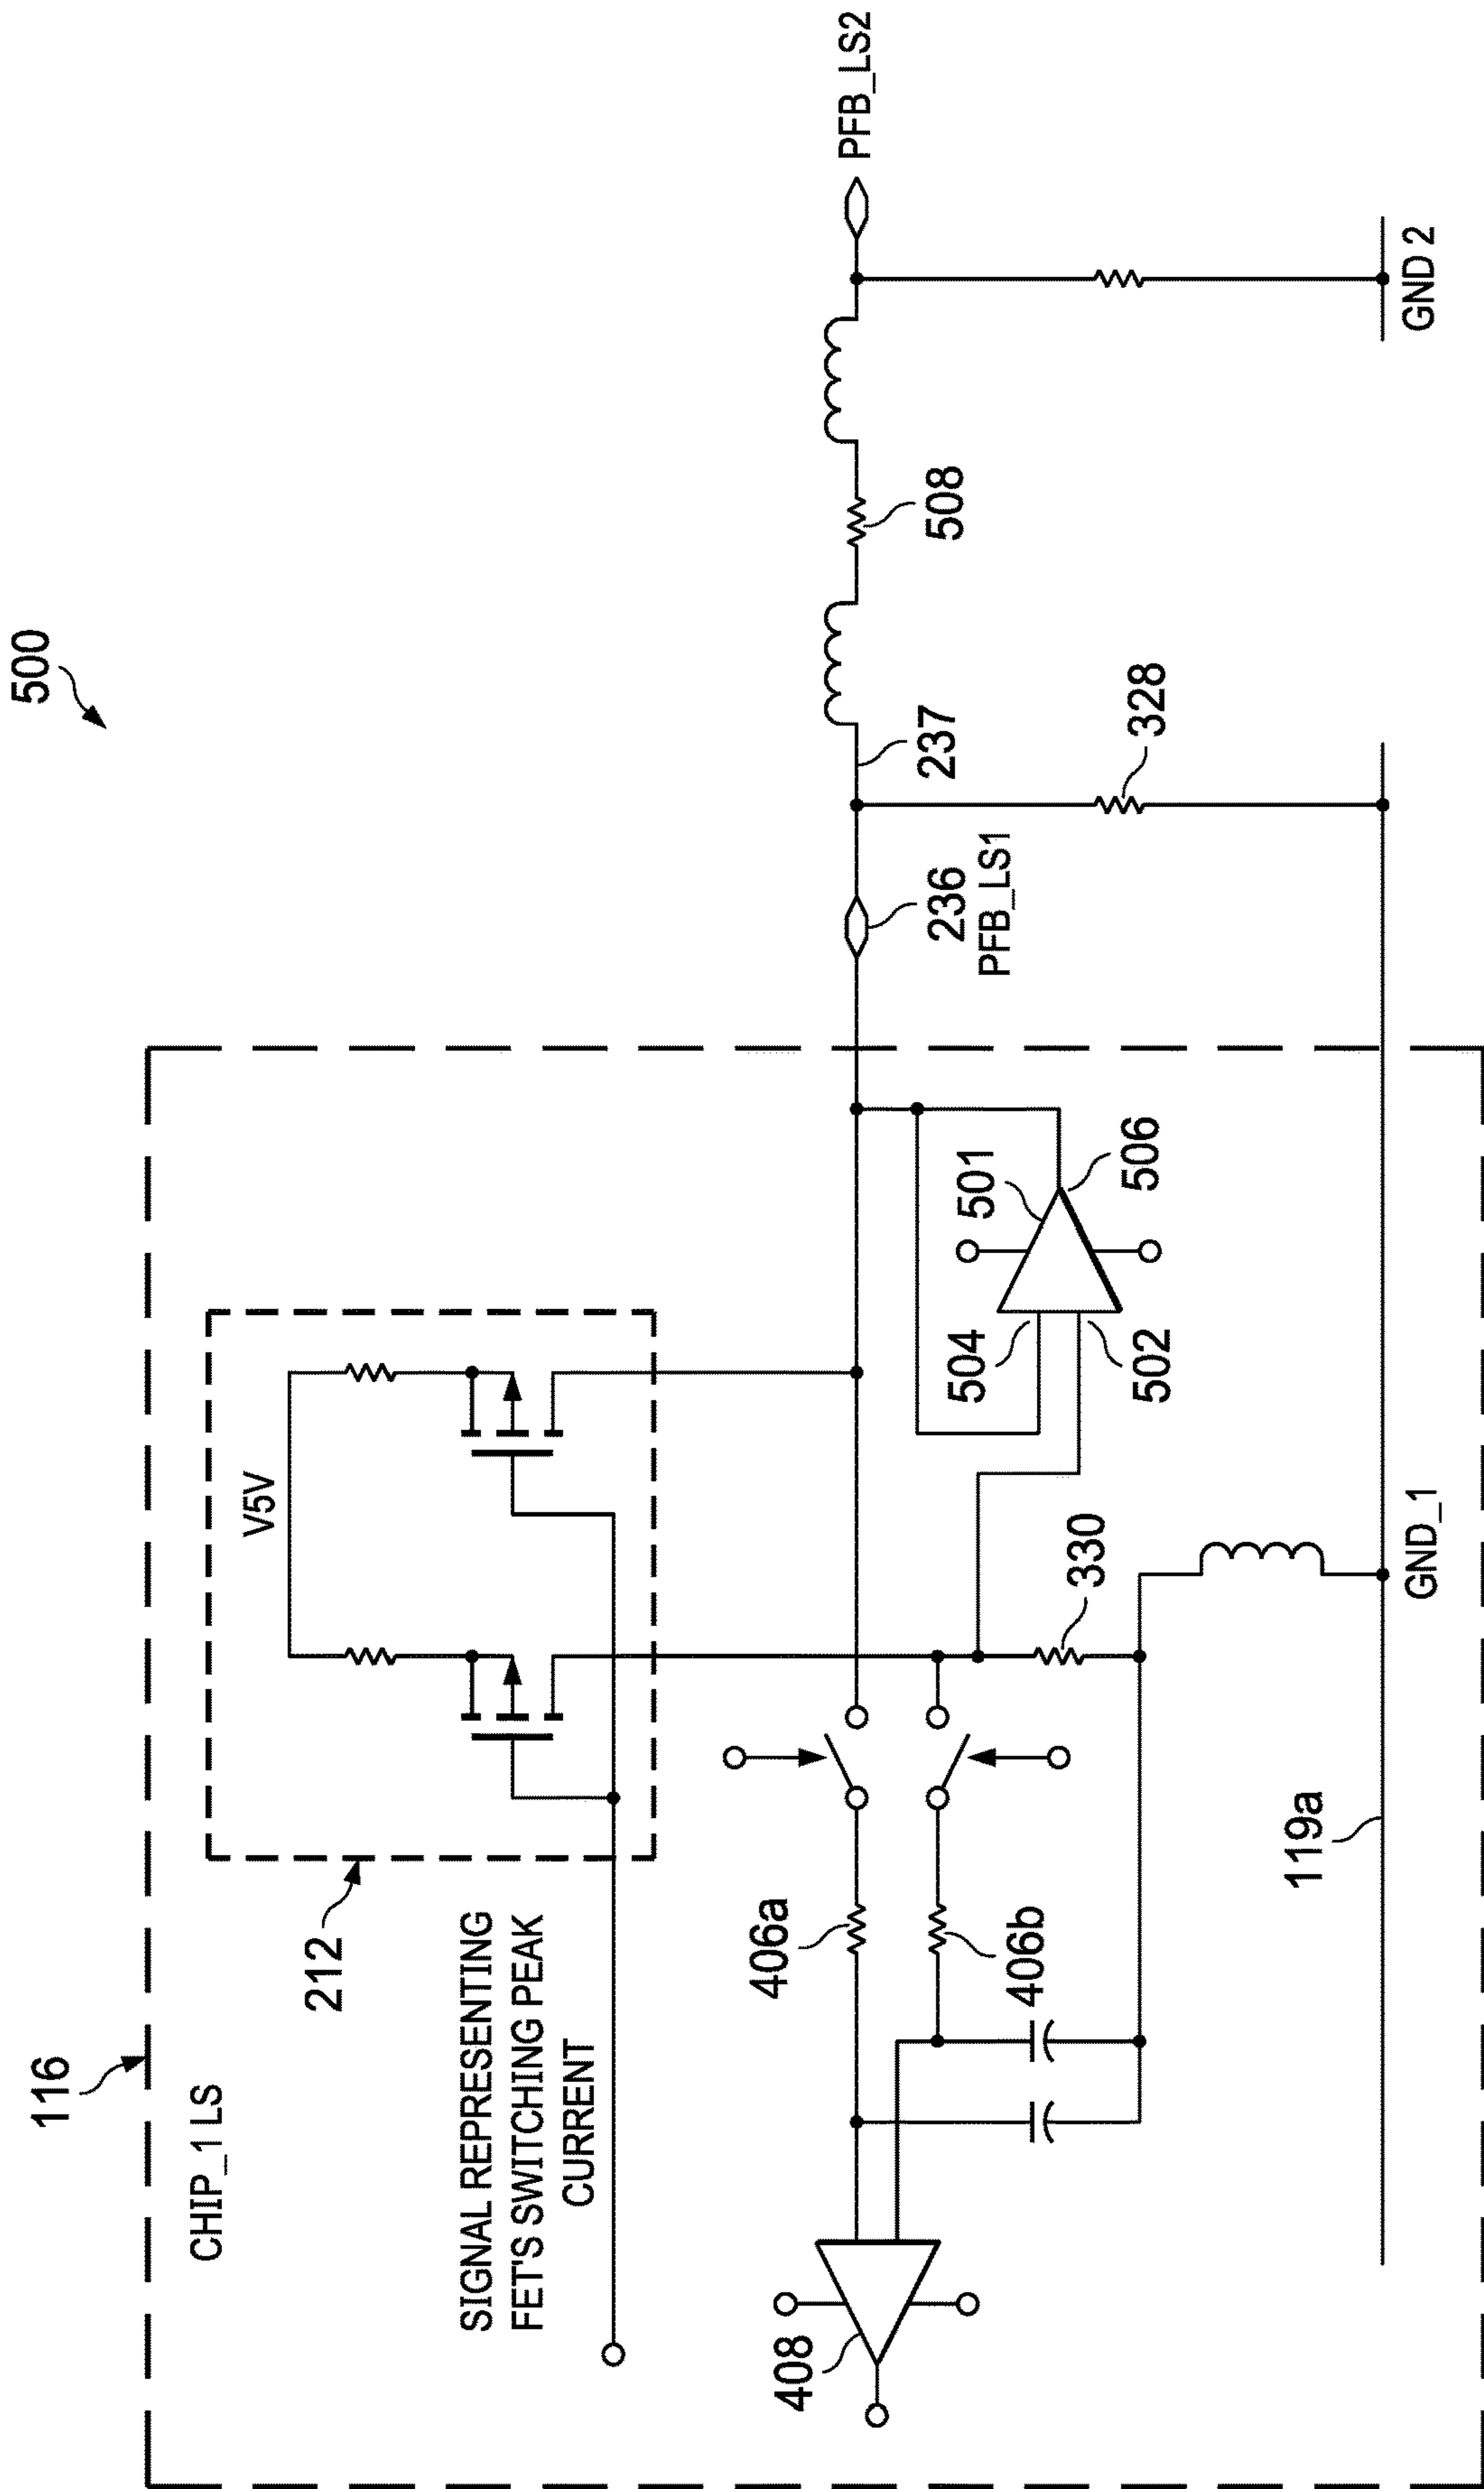 500
116
CHIP_1 LS
212
V5V
SIGNAL REPRESENTING
FET'S SWITCHING PEAK
CURRENT
408
406a
406b
330
504
502
501
506
236
PFB_LS1
237
328
508
PFB_LS2
119a
GND_1
GND 2